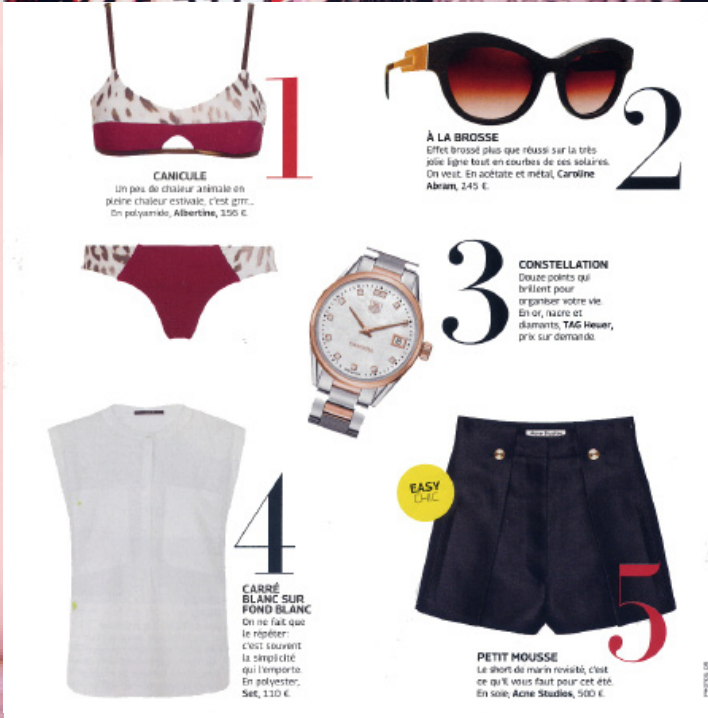 1
CANICULE
Un peu de chaleur animale en
pleine chaleur estivale, c'est grrr...
En polyamide, Albertine, 156 €.
2
À LA BROSSE
Effet brossé plus que réussi sur la très
jolie ligne tout en courbes de ces solaires.
On veut. En acétate et métal, Caroline
Abram, 245 €.
3
CONSTELLATION
Douze points qui
brillent pour
organiser votre vie.
En or, nacre et
diamants, TAG Heuer,
prix sur demande.
4
CARRÉ
BLANC SUR
FOND BLANC
On ne fait que
le répéter:
c'est souvent
la simplicité
qui l'emporte.
En polyester,
Set, 110 €.
EASY
CHIC
Acne Studios
5
PETIT MOUSSE
Le short de marin revisité, c'est
ce qu'il vous faut pour cet été.
En soie, Acne Studios, 500 €.
PHOTOS: DR